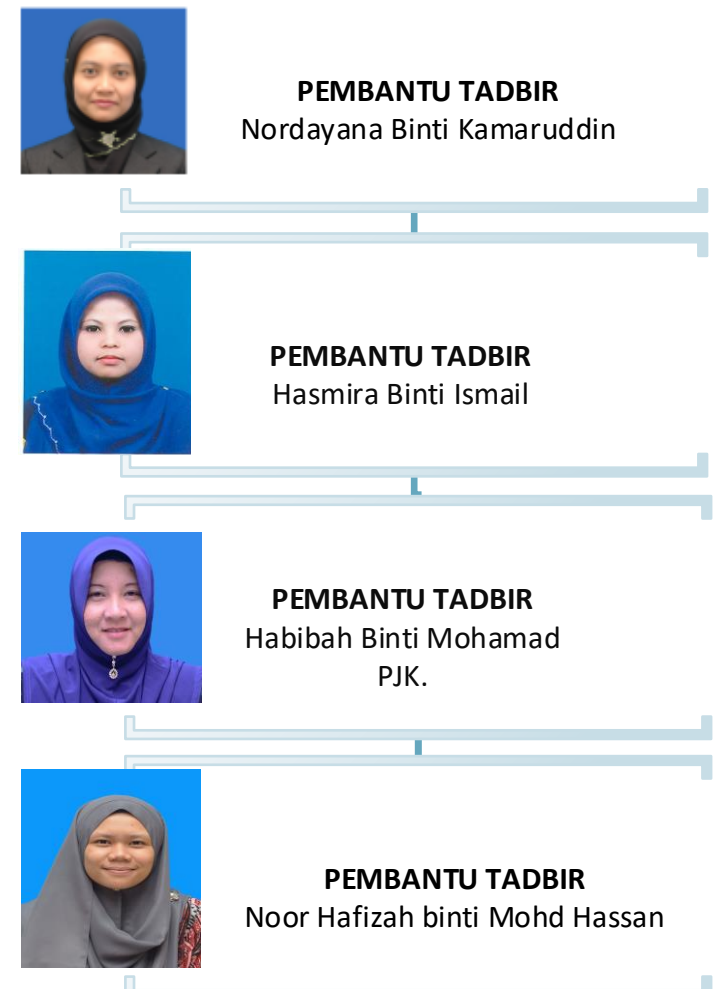 PEMBANTU TADBIR
Nordayana Binti Kamaruddin
PEMBANTU TADBIR
Hasmira Binti Ismail
PEMBANTU TADBIR
Habibah Binti Mohamad
PJK.
PEMBANTU TADBIR
Noor Hafizah binti Mohd Hassan